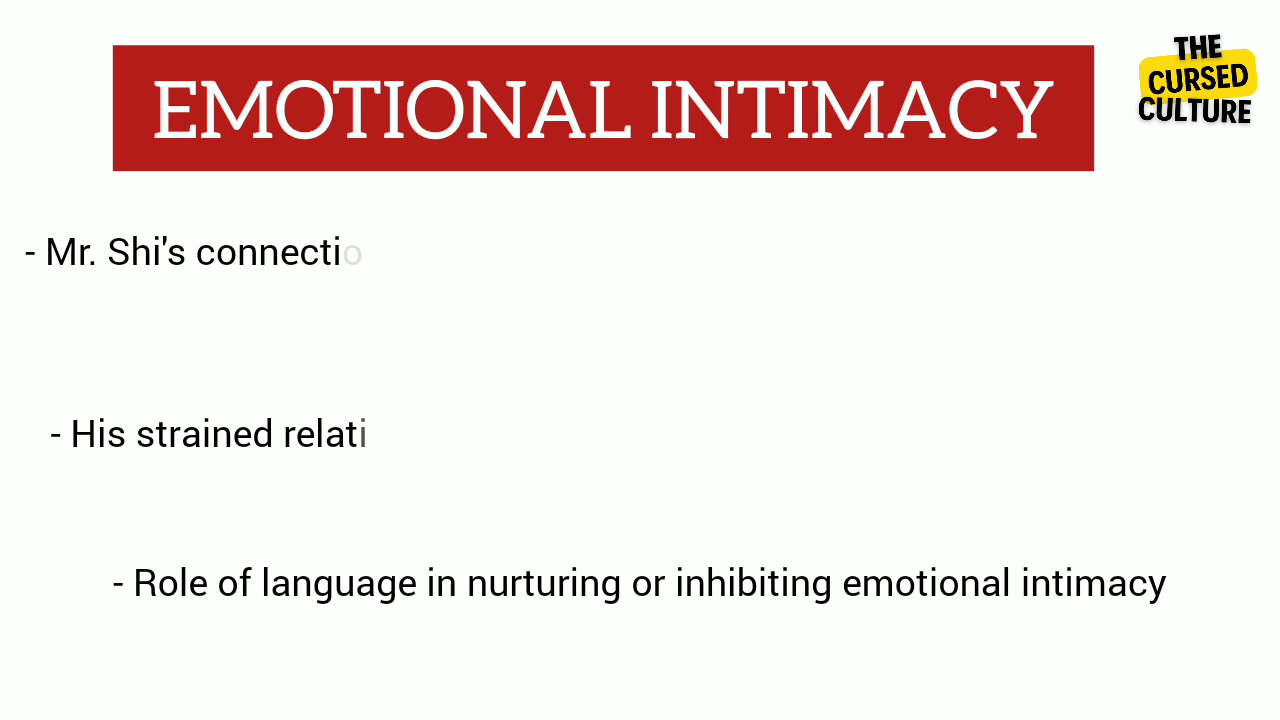 EMOTIONAL INTIMACY
THE
CURSED
CULTURE
- Mr. Shi's connectio
- His strained relati
- Role of language in nurturing or inhibiting emotional intimacy